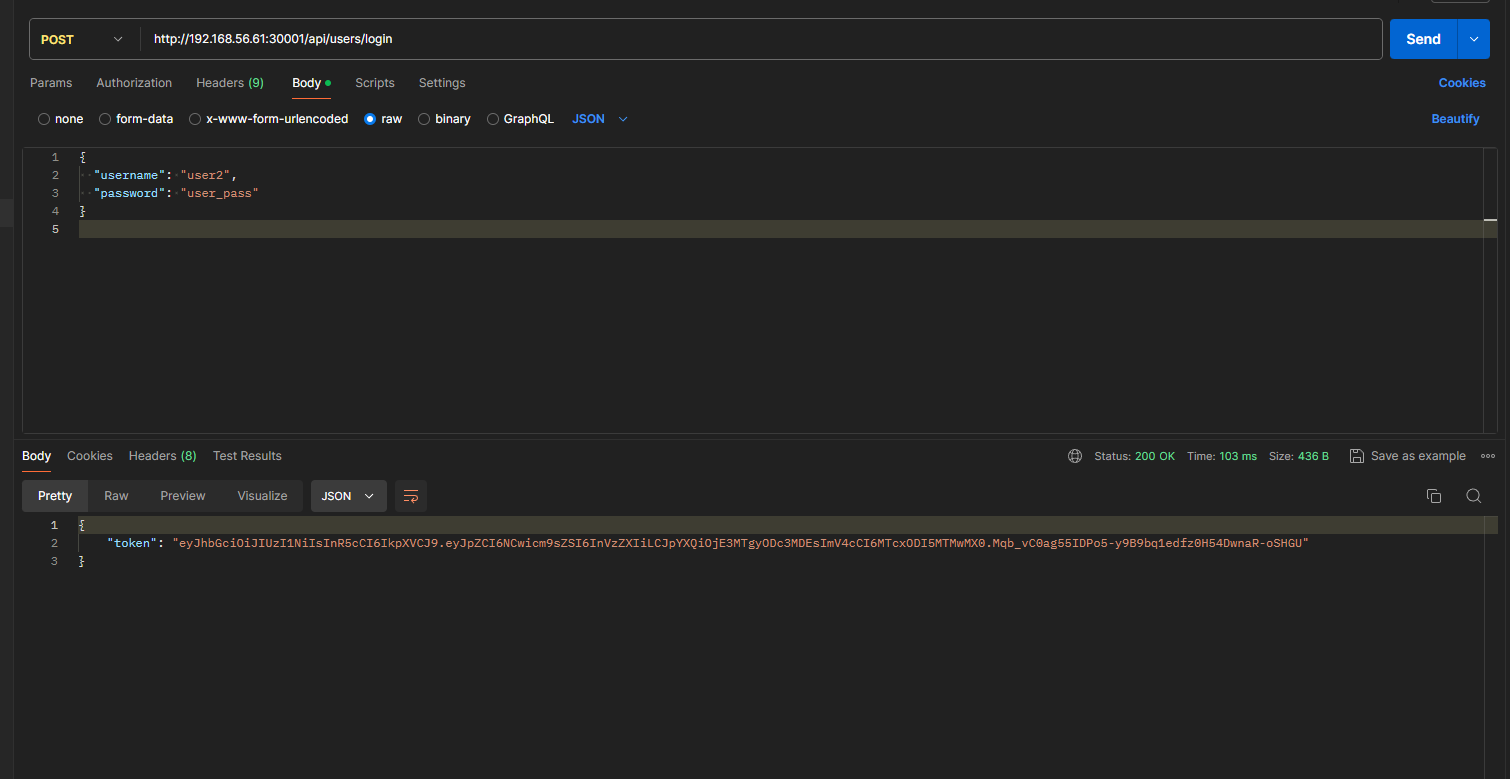 POST http://192.168.56.61:30001/api/users/login Send
Params Authorization Headers (9) Body Scripts Settings Cookies
none form-data x-www-form-urlencoded raw binary GraphQL JSON Beautify
1 {
2 "username": "user2",
3 "password": "user_pass"
4 }
5
Body Cookies Headers (8) Test Results Status: 200 OK Time: 103 ms Size: 436 B Save as example
Pretty Raw Preview Visualize JSON
1 {
2 "token": "eyJhbGciOiJIUzI1NiIsInR5cCI6IkpXVCJ9.eyJpZCI6NCwicm9sZSI6InVzZXIiLCJpYXQiOjE3MTgyODc3MDEsImV4cCI6MTcxODI5MTMwMX0.Mqb_vC0ag55IDPo5-y9B9bq1edfz0H54DwnaR-oSHGU"
3 }